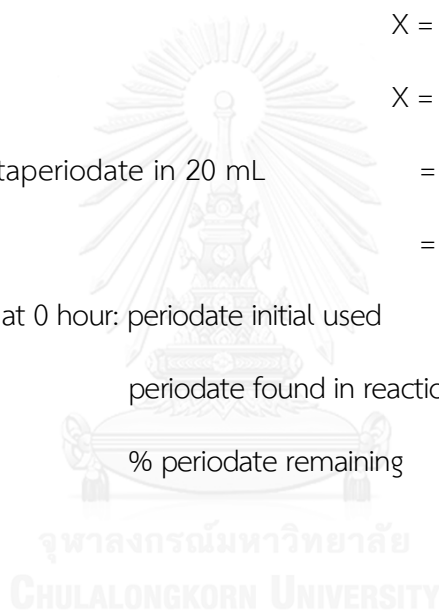 X =
X =
taperiodate in 20 mL =
=
at 0 hour: periodate initial used
periodate found in reactio
% periodate remaining
จุฬาลงกรณ์มหาวิทยาลัย
CHULALONGKORN UNIVERSITY